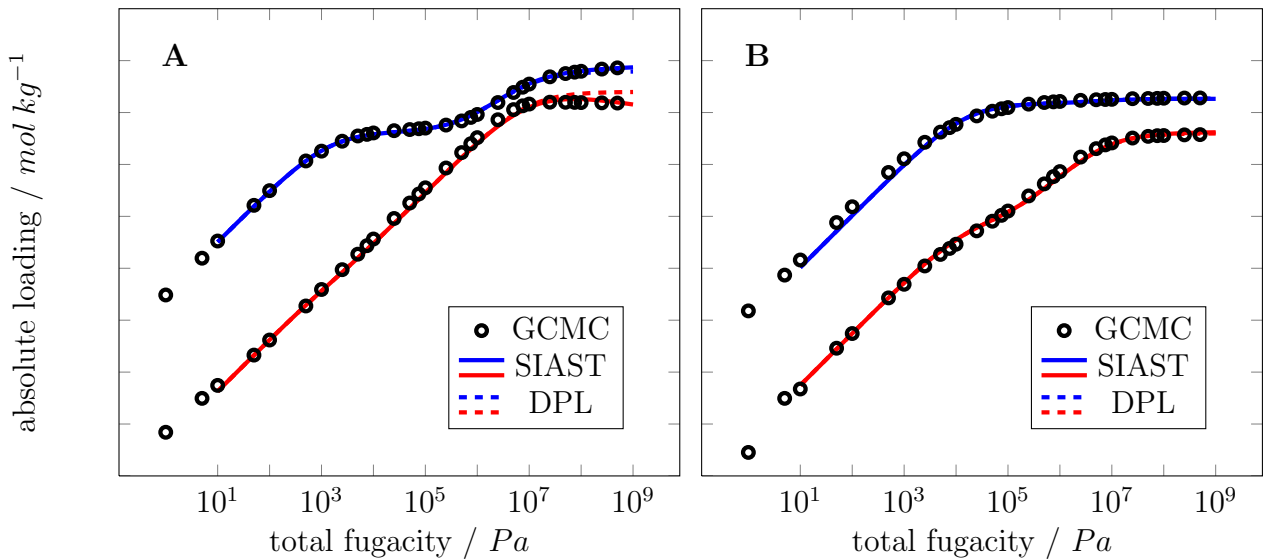 A
B
absolute loading / mol kg⁻¹
GCMC
SIAST
DPL
GCMC
SIAST
DPL
10¹ 10³ 10⁵ 10⁷ 10⁹
10¹ 10³ 10⁵ 10⁷ 10⁹
total fugacity / Pa
total fugacity / Pa